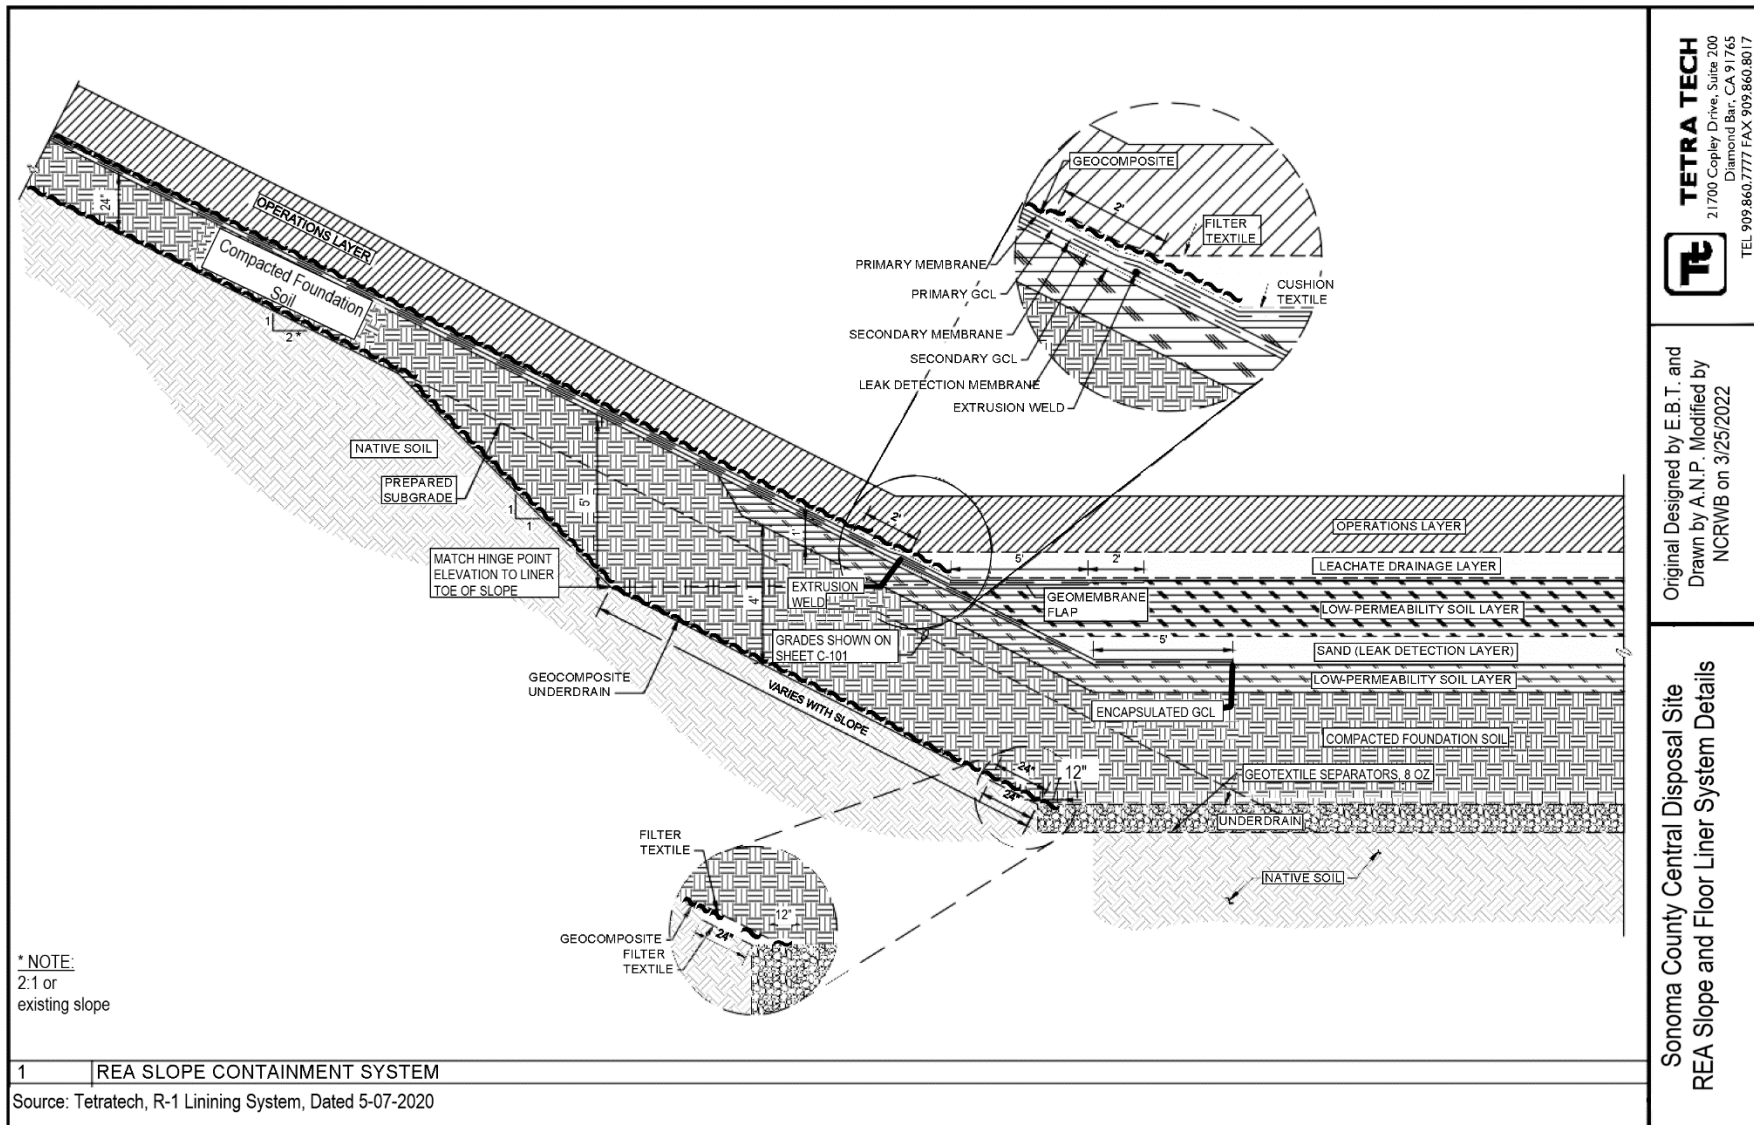 OPERATIONS LAYER
24"
Compacted Foundation
Soil
1
2*
NATIVE SOIL
PREPARED
SUBGRADE
1
1
5'
MATCH HINGE POINT
ELEVATION TO LINER
TOE OF SLOPE
GEOCOMPOSITE
UNDERDRAIN
VARIES WITH SLOPE
4'
1'
2'
EXTRUSION
WELD
GRADES SHOWN ON
SHEET C-101
GEOCOMPOSITE
2'
FILTER
TEXTILE
CUSHION
TEXTILE
PRIMARY MEMBRANE
PRIMARY GCL
SECONDARY MEMBRANE
SECONDARY GCL
LEAK DETECTION MEMBRANE
EXTRUSION WELD
OPERATIONS LAYER
LEACHATE DRAINAGE LAYER
5'
2'
GEOMEMBRANE
FLAP
LOW-PERMEABILITY SOIL LAYER
5'
SAND (LEAK DETECTION LAYER)
LOW-PERMEABILITY SOIL LAYER
ENCAPSULATED GCL
COMPACTED FOUNDATION SOIL
GEOTEXTILE SEPARATORS, 8 OZ
UNDERDRAIN
NATIVE SOIL
24"
12"
24"
FILTER
TEXTILE
12"
24"
GEOCOMPOSITE
FILTER
TEXTILE
* NOTE:
2:1 or
existing slope
1 REA SLOPE CONTAINMENT SYSTEM
Source: Tetratech, R-1 Linining System, Dated 5-07-2020
Tt
TETRA TECH
21700 Copley Drive, Suite 200
Diamond Bar, CA 91765
TEL 909.860.7777 FAX 909.860.8017
Original Designed by E.B.T. and
Drawn by A.N.P. Modified by
NCRWB on 3/25/2022
Sonoma County Central Disposal Site
REA Slope and Floor Liner System Details